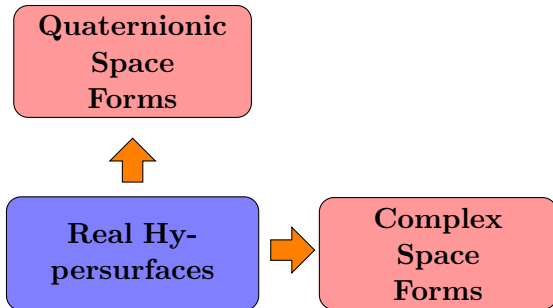 Quaternionic
Space
Forms
Real Hy-
persurfaces
Complex
Space
Forms